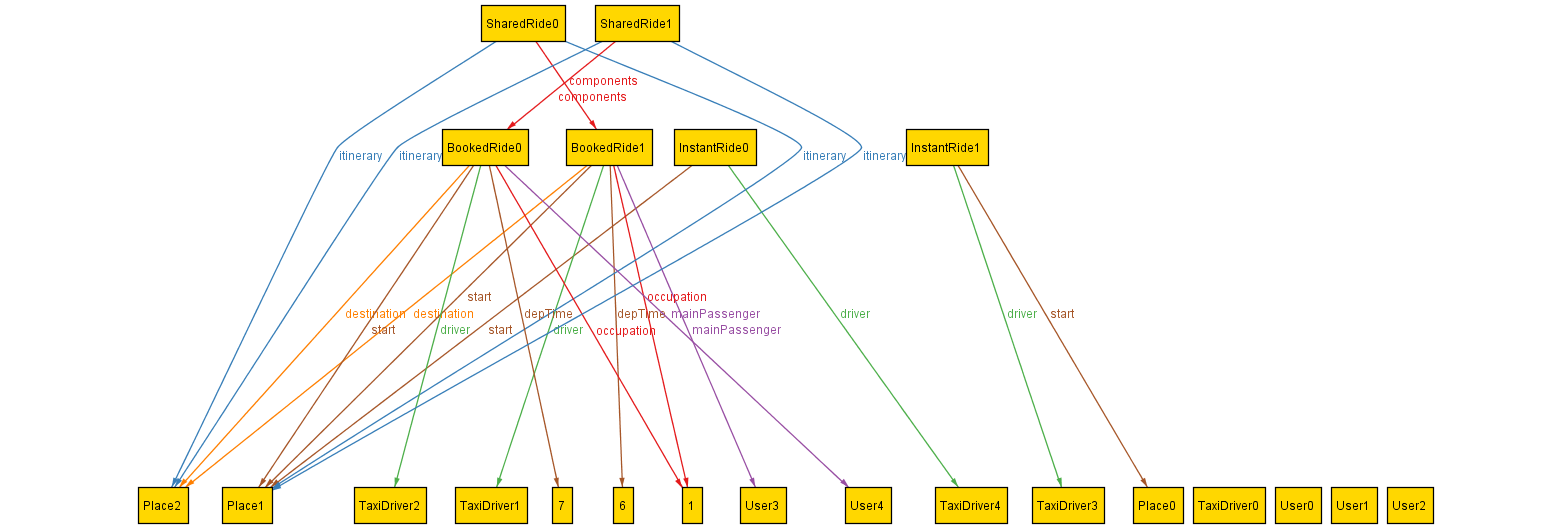 SharedRide0 SharedRide1
components
components
BookedRide0 BookedRide1 InstantRide0 InstantRide1
itinerary itinerary itinerary itinerary
start occupation
destination destination depTime depTime mainPassenger driver driver start
start driver start driver occupation mainPassenger
Place2 Place1 TaxiDriver2 TaxiDriver1 7 6 1 User3 User4 TaxiDriver4 TaxiDriver3 Place0 TaxiDriver0 User0 User1 User2